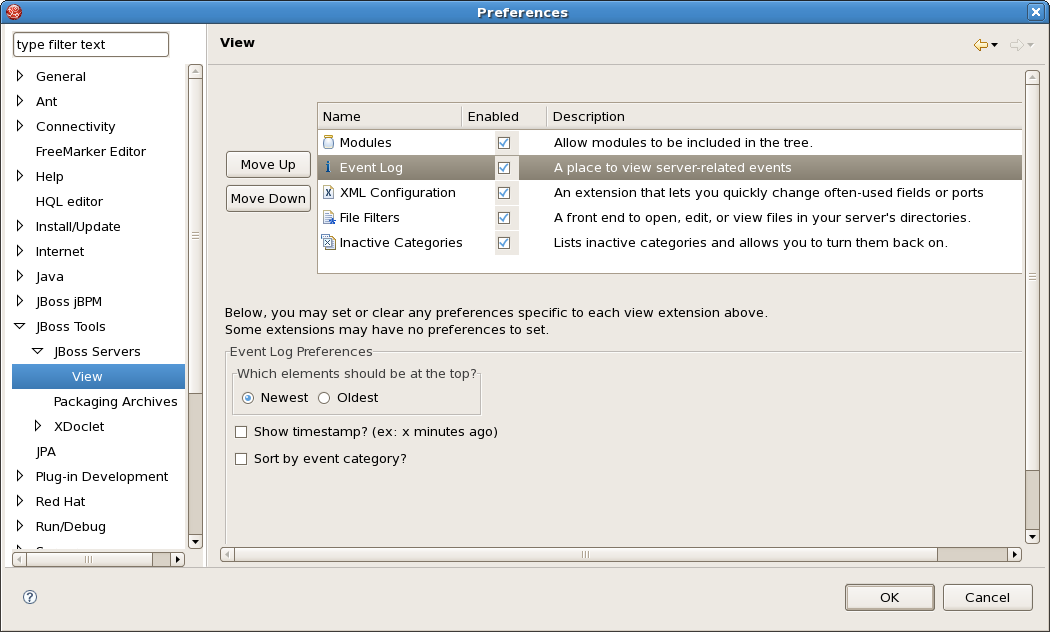 Preferences
type filter text
General
Ant
Connectivity
FreeMarker Editor
Help
HQL editor
Install/Update
Internet
Java
JBoss jBPM
JBoss Tools
JBoss Servers
View
Packaging Archives
XDoclet
JPA
Plug-in Development
Red Hat
Run/Debug
View
Move Up
Move Down
Name Enabled Description
Modules Allow modules to be included in the tree.
Event Log A place to view server-related events
XML Configuration An extension that lets you quickly change often-used fields or ports
File Filters A front end to open, edit, or view files in your server's directories.
Inactive Categories Lists inactive categories and allows you to turn them back on.
Below, you may set or clear any preferences specific to each view extension above.
Some extensions may have no preferences to set.
Event Log Preferences
Which elements should be at the top?
Newest Oldest
Show timestamp? (ex: x minutes ago)
Sort by event category?
?
OK Cancel